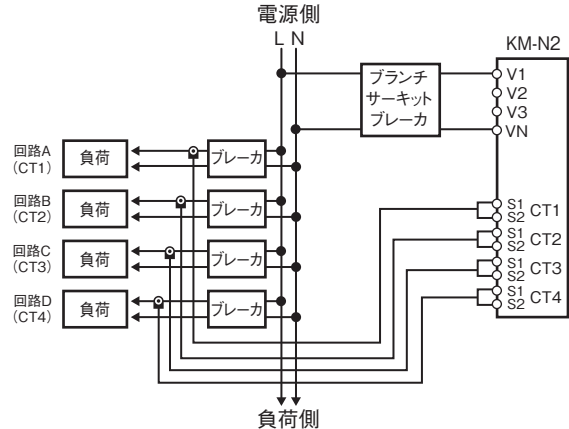 電源側
L N
KM-N2
ブランチ
サーキット
ブレーカ
V1
V2
V3
VN
回路A
(CT1)
負荷
ブレーカ
回路B
(CT2)
負荷
ブレーカ
回路C
(CT3)
負荷
ブレーカ
回路D
(CT4)
負荷
ブレーカ
S1
S2
CT1
S1
S2
CT2
S1
S2
CT3
S1
S2
CT4
負荷側